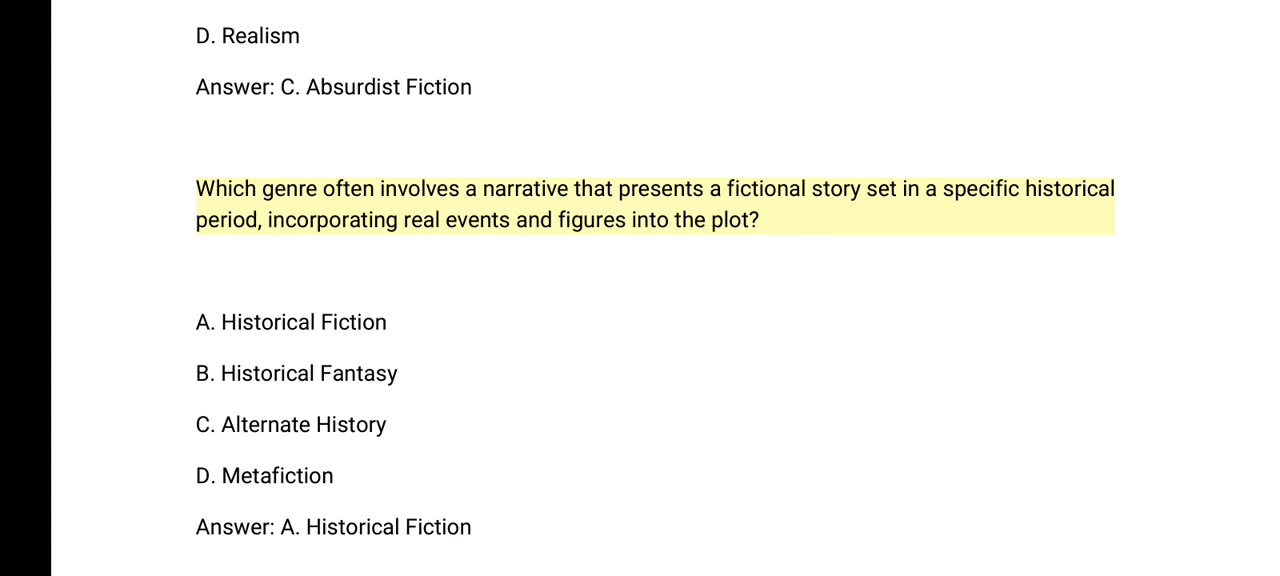 D. Realism
Answer: C. Absurdist Fiction
Which genre often involves a narrative that presents a fictional story set in a specific historical
period, incorporating real events and figures into the plot?
A. Historical Fiction
B. Historical Fantasy
C. Alternate History
D. Metafiction
Answer: A. Historical Fiction